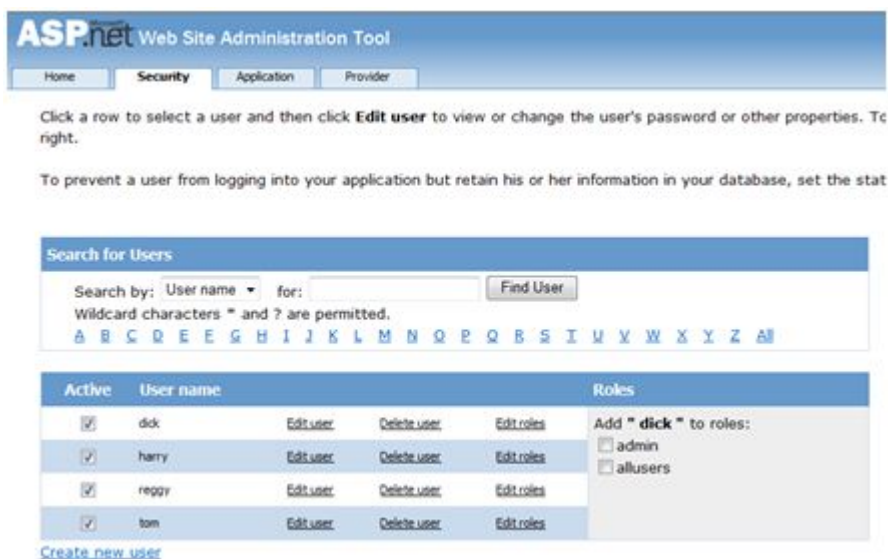 Microsoft
ASP.net Web Site Administration Tool
Home Security Application Provider
Click a row to select a user and then click Edit user to view or change the user's password or other properties. To
right.
To prevent a user from logging into your application but retain his or her information in your database, set the stat
Search for Users
Search by: User name for: Find User
Wildcard characters * and ? are permitted.
A B C D E F G H I J K L M N O P Q R S T U V W X Y Z All
Active User name Roles
dick Edit user Delete user Edit roles Add " dick " to roles:
admin
harry Edit user Delete user Edit roles
allusers
reggy Edit user Delete user Edit roles
tom Edit user Delete user Edit roles
Create new user